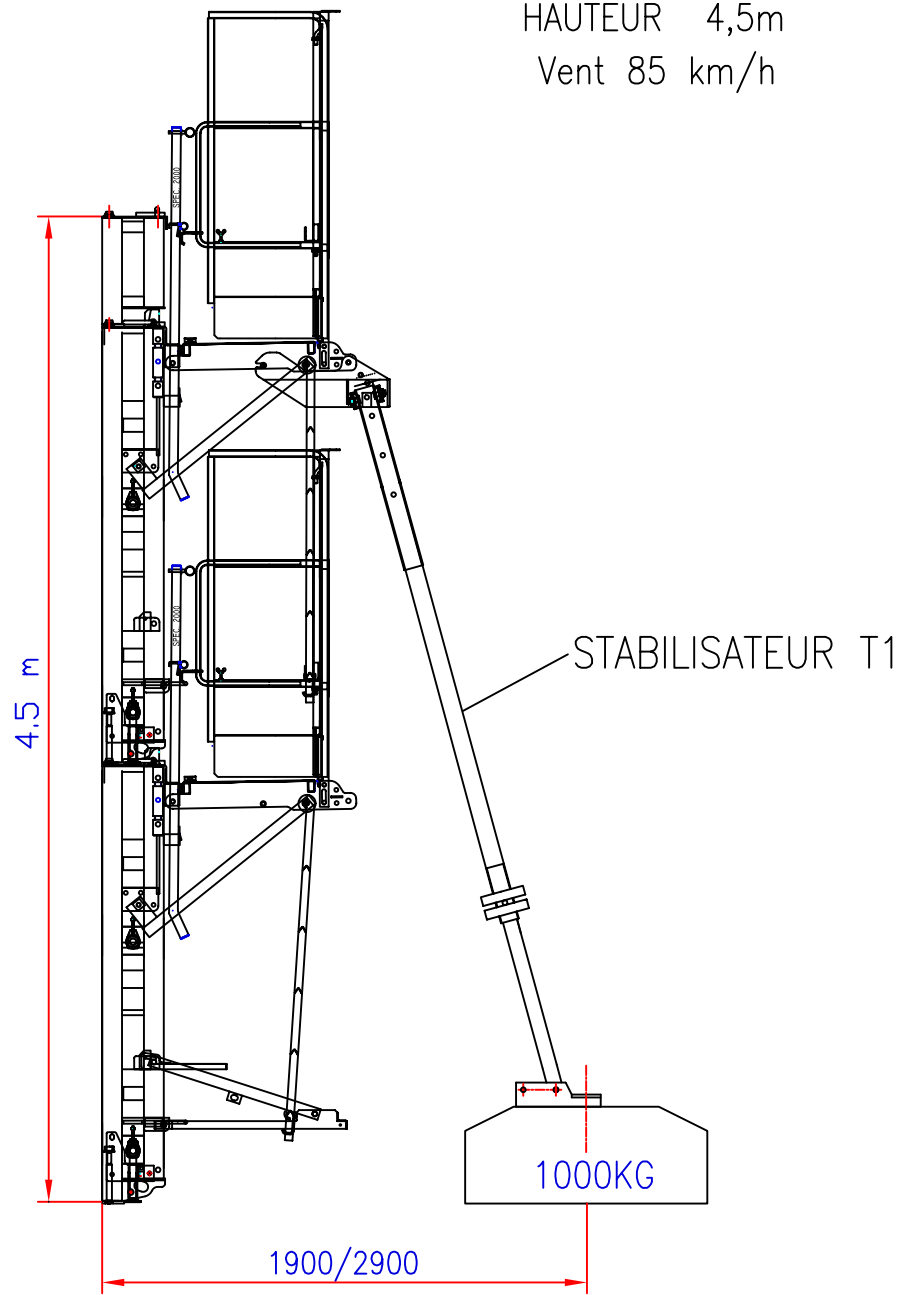 HAUTEUR 4,5m
Vent 85 km/h
SPEC. 2000
SPEC. 2000
STABILISATEUR T1
4.5 m
1000KG
1900/2900